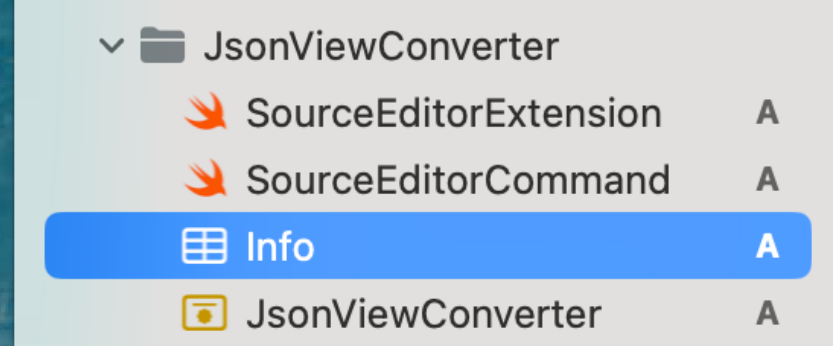 JsonViewConverter
SourceEditorExtension A
SourceEditorCommand A
Info A
JsonViewConverter A